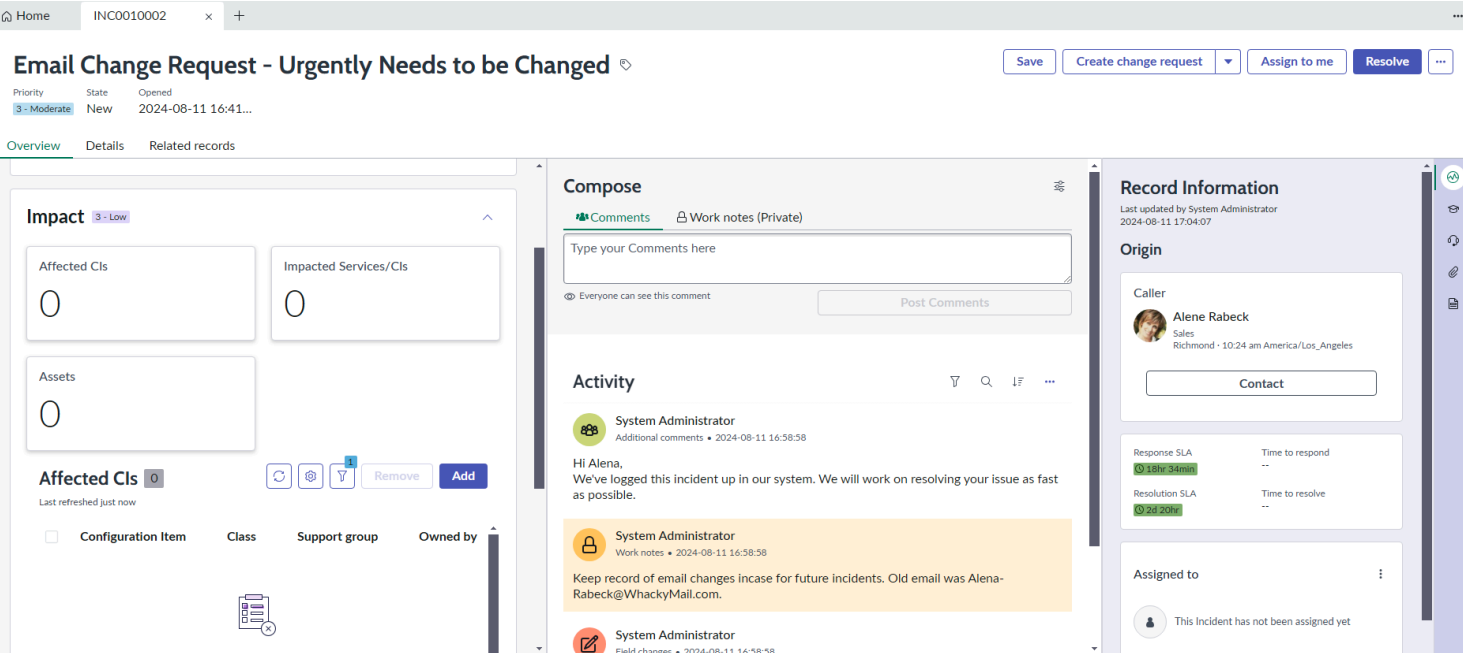 Home
INC0010002
Email Change Request - Urgently Needs to be Changed
Save
Create change request
Assign to me
Resolve
Priority
State
Opened
3 - Moderate
New
2024-08-11 16:41...
Overview
Details
Related records
Impact
3 - Low
Affected CIs
0
Impacted Services/CIs
0
Assets
0
Affected CIs
0
1
Remove
Add
Last refreshed just now
Configuration Item
Class
Support group
Owned by
Compose
Comments
Work notes (Private)
Type your Comments here
Everyone can see this comment
Post Comments
Activity
System Administrator
Additional comments • 2024-08-11 16:58:58
Hi Alena,
We've logged this incident up in our system. We will work on resolving your issue as fast
as possible.
System Administrator
Work notes • 2024-08-11 16:58:58
Keep record of email changes incase for future incidents. Old email was Alena-
Rabeck@WhackyMail.com.
System Administrator
Field changes • 2024-08-11 16:58:58
Record Information
Last updated by System Administrator
2024-08-11 17:04:07
Origin
Caller
Alene Rabeck
Sales
Richmond · 10:24 am America/Los_Angeles
Contact
Response SLA
Time to respond
18hr 34min
--
Resolution SLA
Time to resolve
2d 20hr
--
Assigned to
This Incident has not been assigned yet